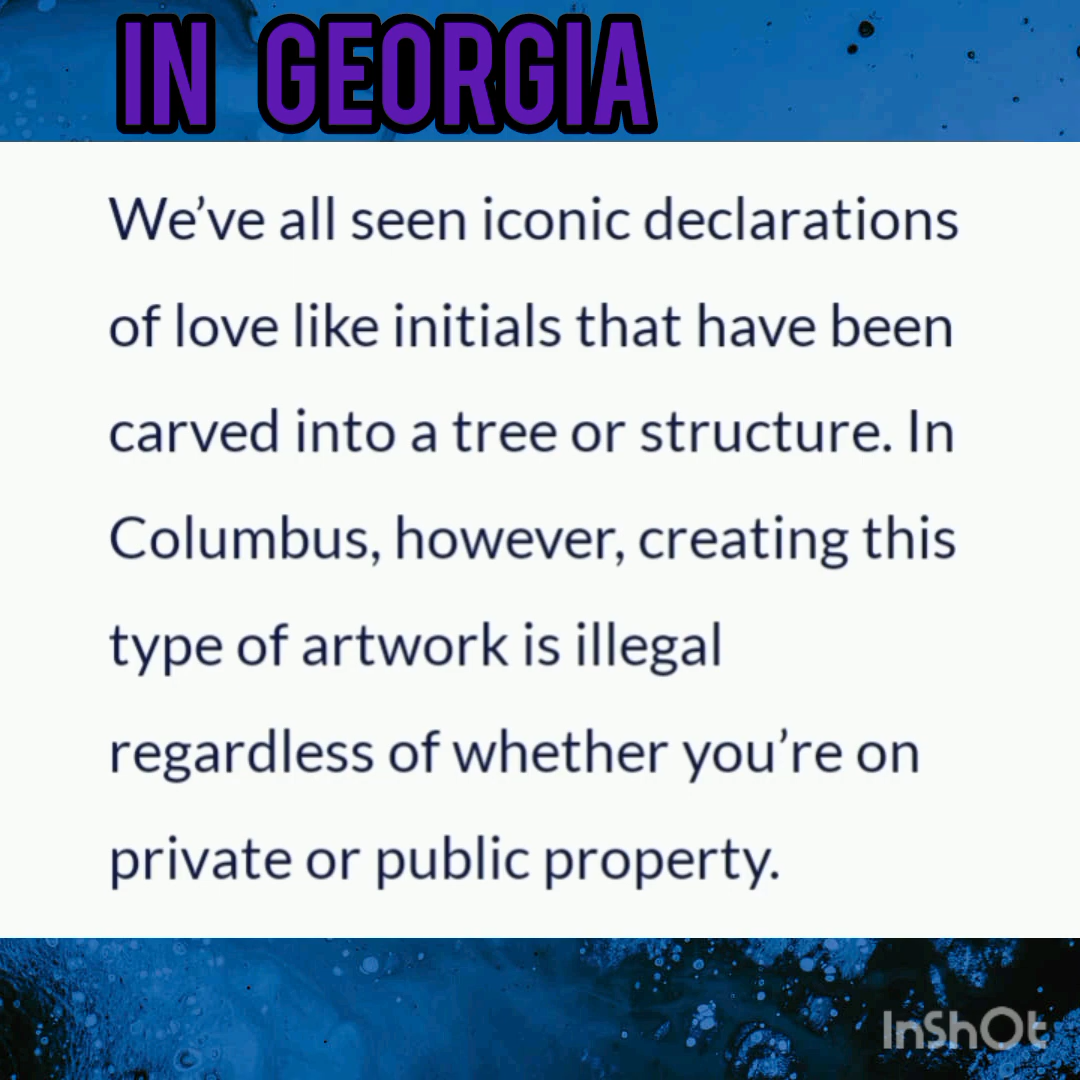 IN GEORGIA
We’ve all seen iconic declarations
of love like initials that have been
carved into a tree or structure. In
Columbus, however, creating this
type of artwork is illegal
regardless of whether you’re on
private or public property.
InShOt